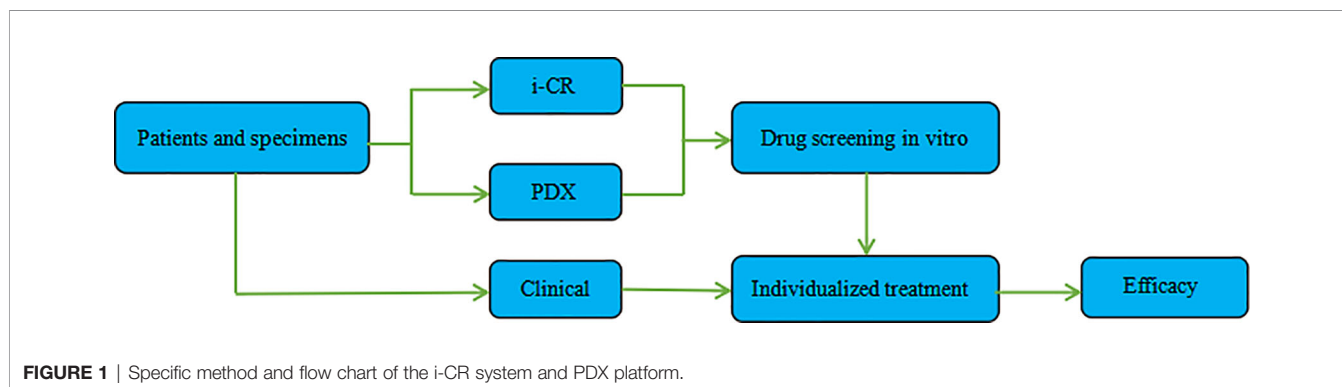 i-CR
Patients and specimens
Drug screening in vitro
PDX
Clinical
Individualized treatment
Efficacy
FIGURE 1 | Specific method and flow chart of the i-CR system and PDX platform.